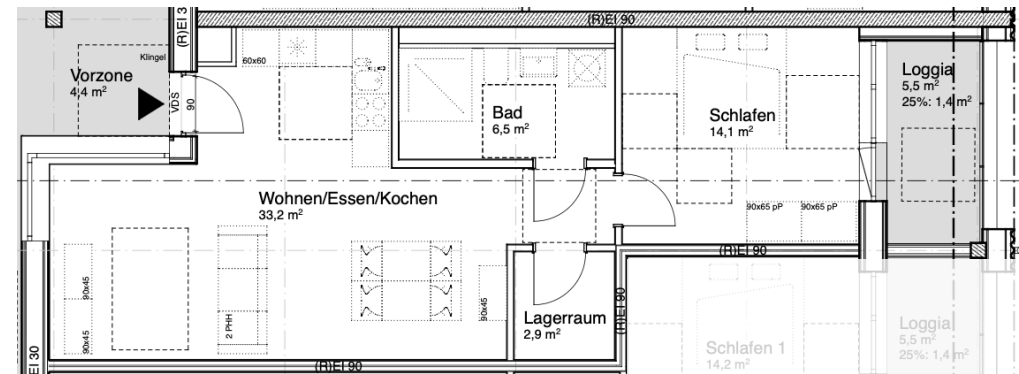 (R)EI 90
(R)EI 3
Klingel
Vorzone
4,4 m²
VDS
90
60x60
Bad
6,5 m²
Schlafen
14,1 m²
Loggia
5,5 m²
25%: 1,4 m²
Wohnen/Essen/Kochen
33,2 m²
90x65 pP
90x65 pP
(R)EI 90
90x45
90x45
2 PHH
90x45
Lagerraum
2,9 m²
(R)EI 90
Schlafen 1
14,2 m²
Loggia
5,5 m²
25%: 1,4 m²
EI 30
(R)EI 90